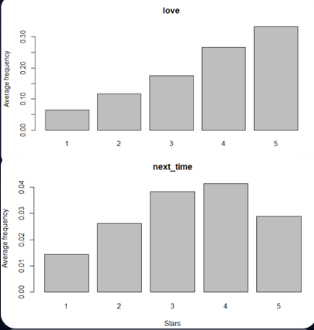 love
Average frequency
0.00
0.10
0.20
0.30
1 2 3 4 5
next_time
Average frequency
0.00
0.01
0.02
0.03
0.04
1 2 3 4 5
Stars